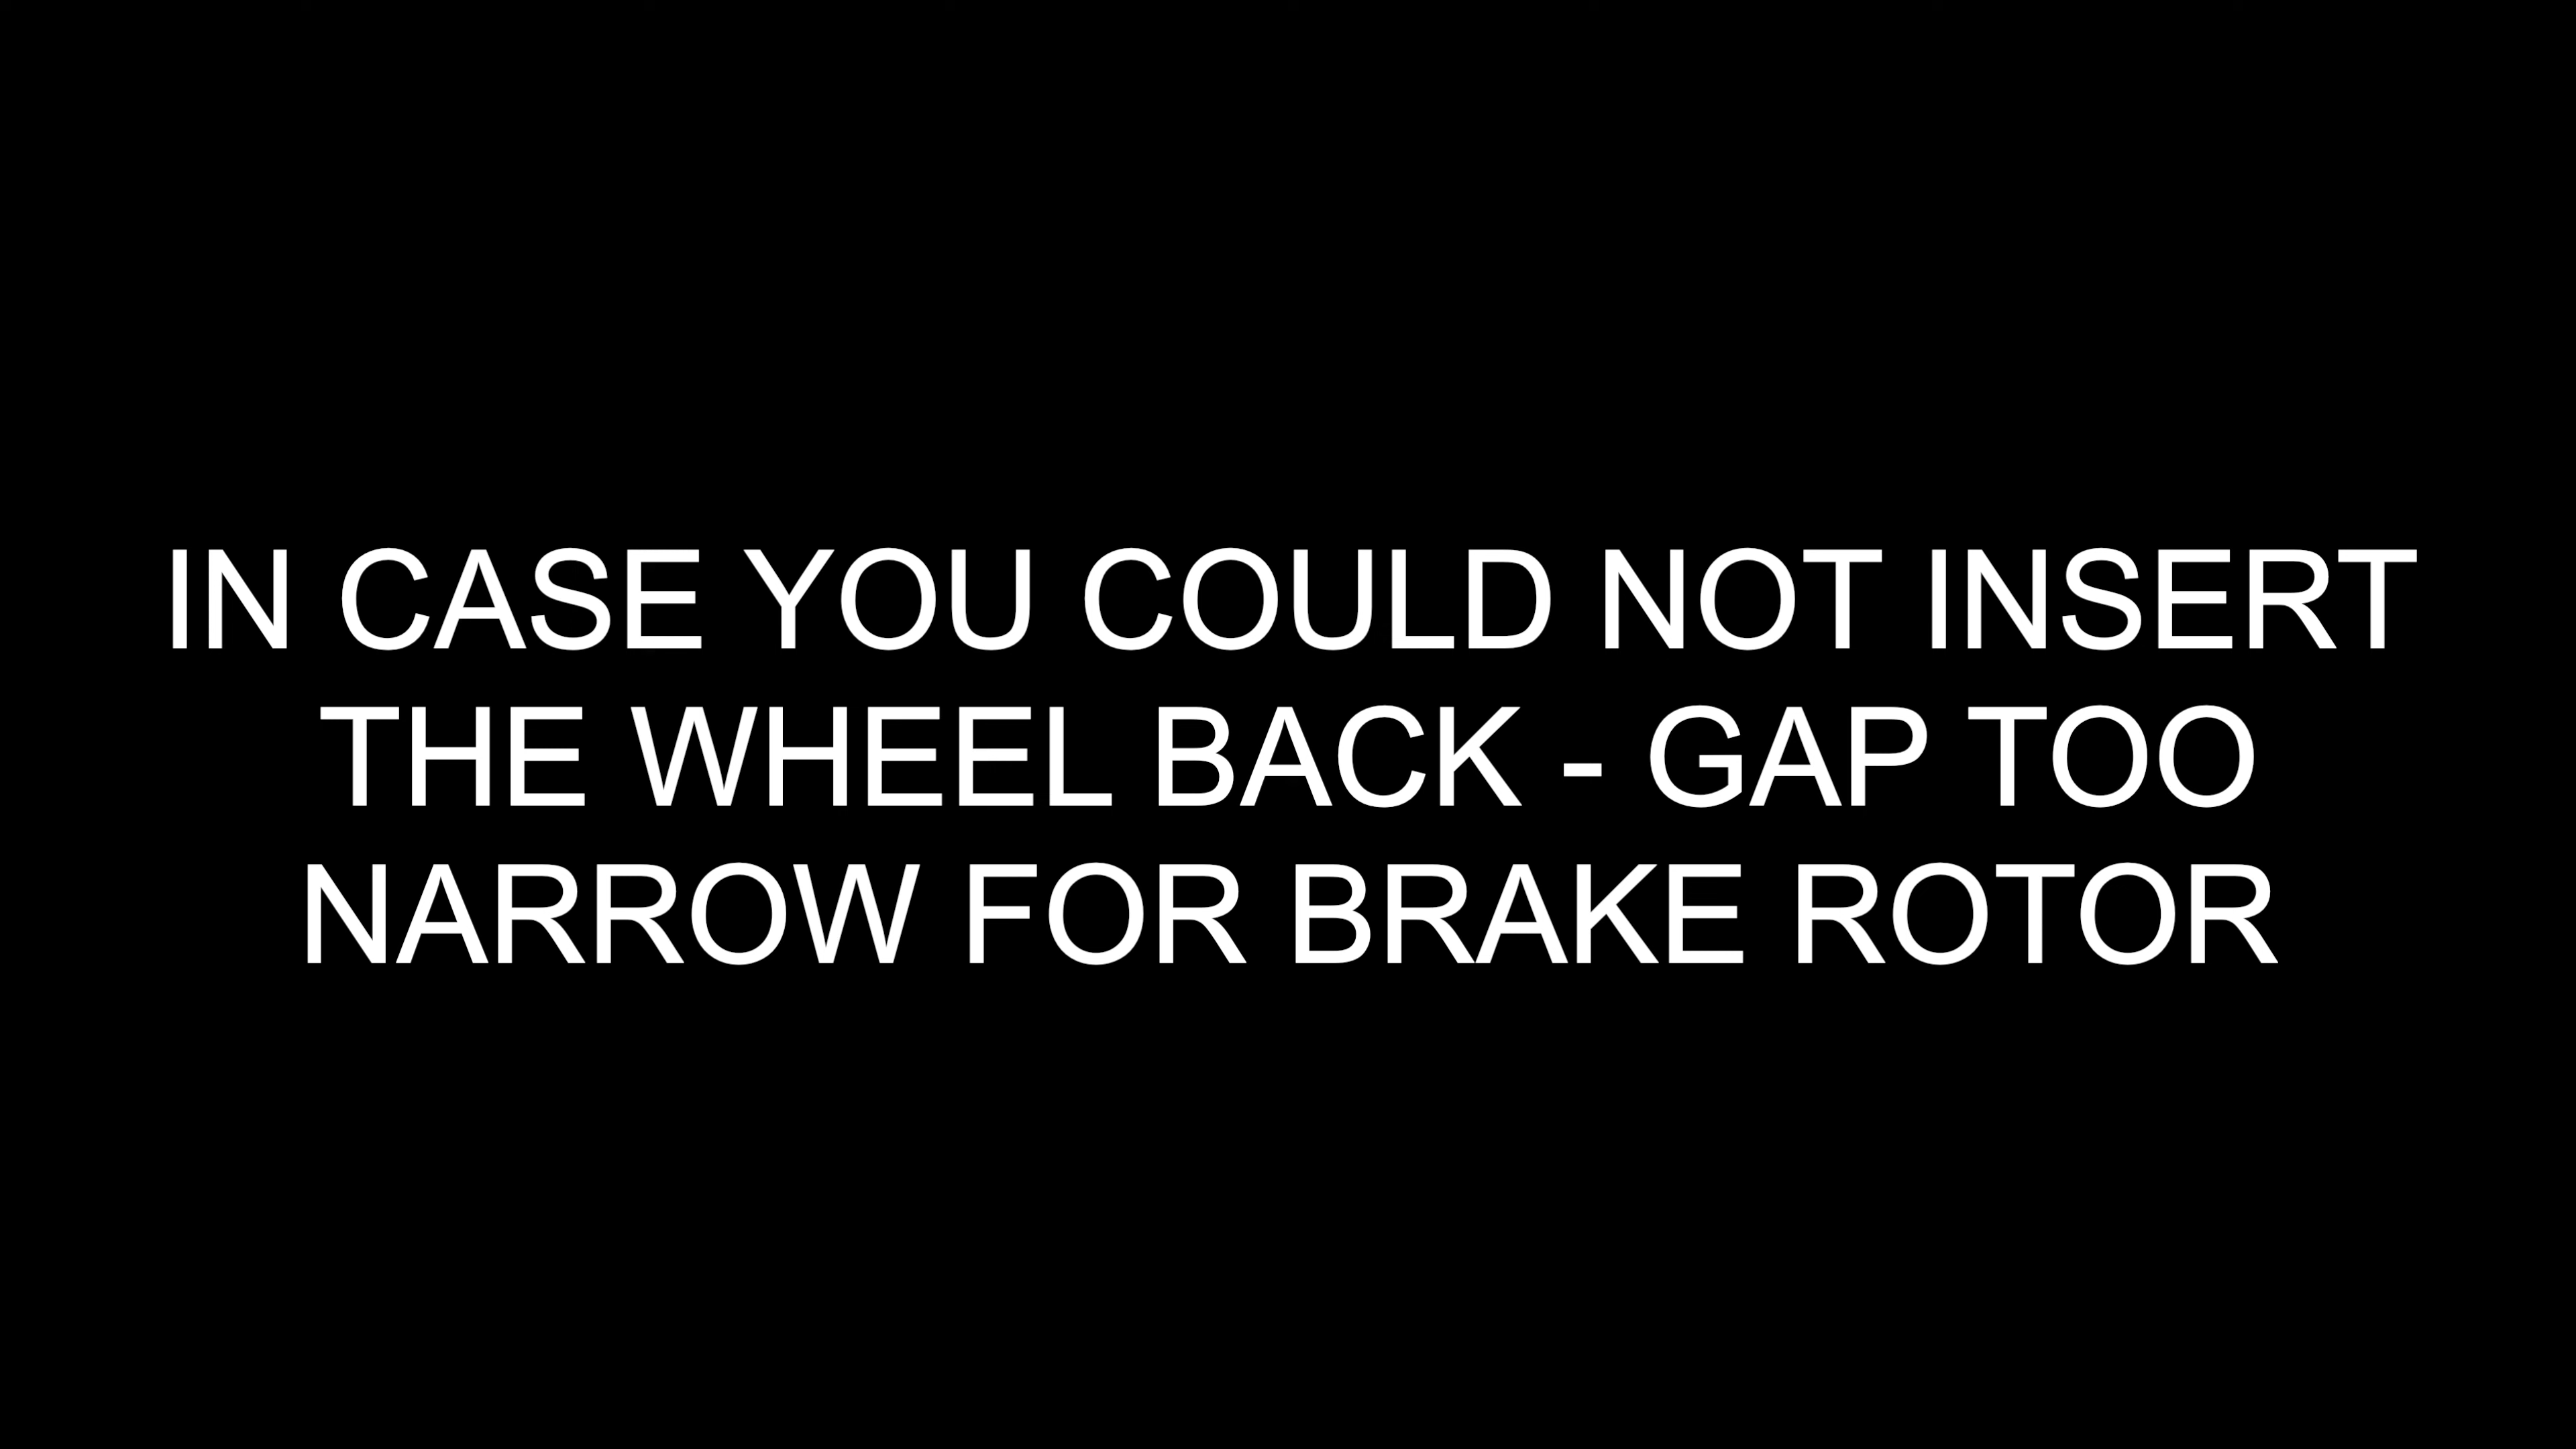 IN CASE YOU COULD NOT INSERT
THE WHEEL BACK - GAP TOO
NARROW FOR BRAKE ROTOR